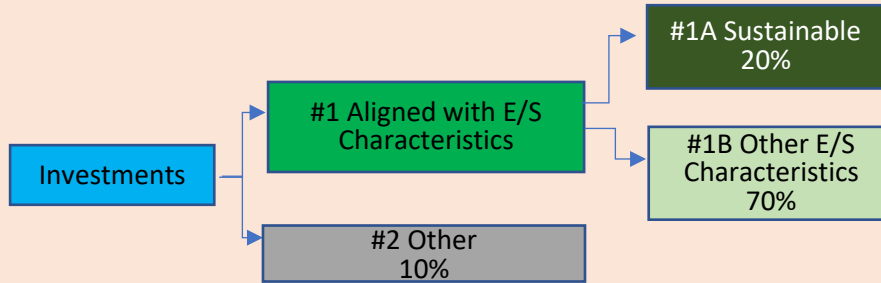 Investments
#1 Aligned with E/S
Characteristics
#2 Other
10%
#1A Sustainable
20%
#1B Other E/S
Characteristics
70%